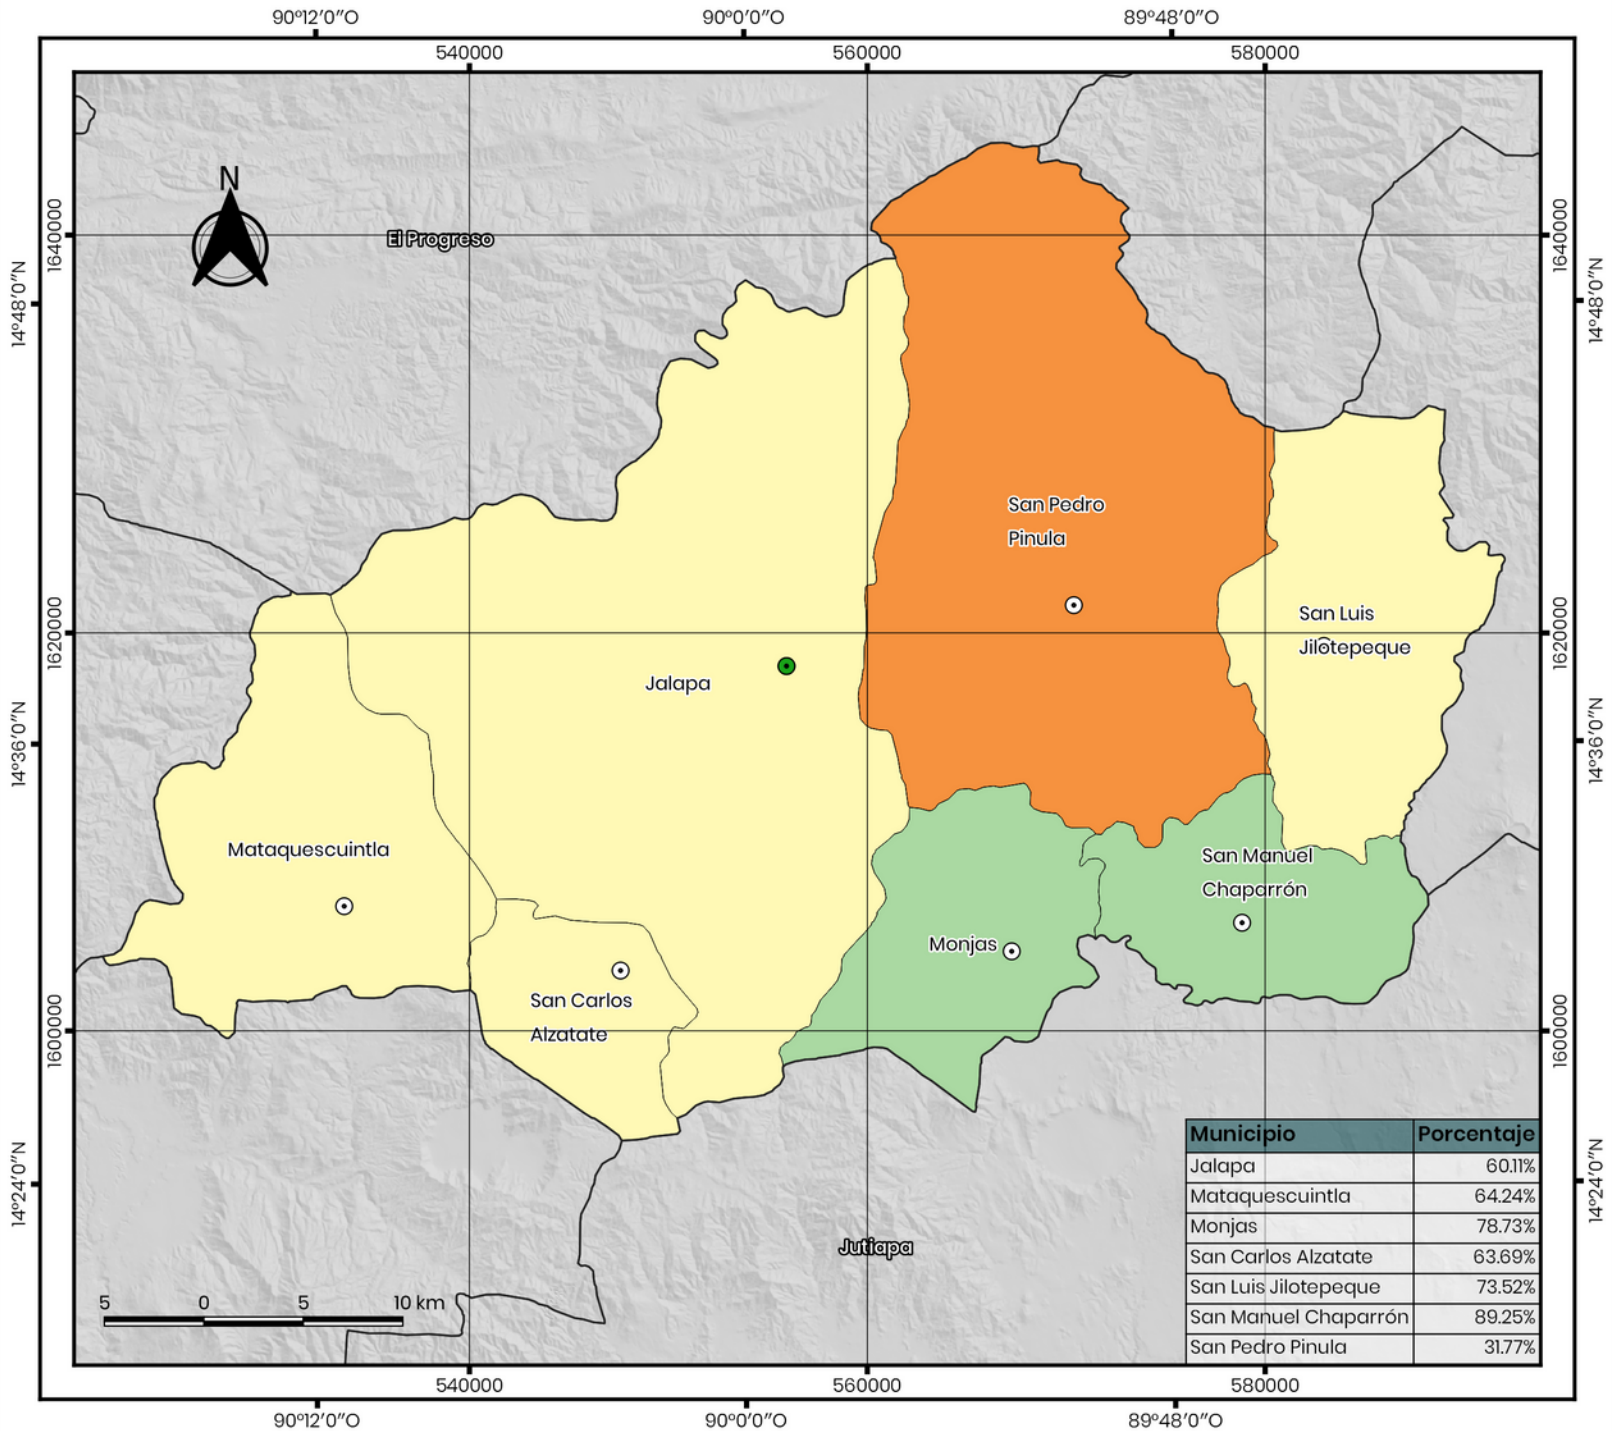 90°12'0"O 90°0'0"O 89°48'0"O
540000 560000 580000
N
El Progreso
1640000
1640000
14°48'0"N
14°48'0"N
San Pedro
Pinula
San Luis
Jilotepeque
1620000
1620000
Jalapa
14°36'0"N
14°36'0"N
Mataquescuintla
San Manuel
Chaparrón
Monjas
San Carlos
Alzatate
1600000
1600000
14°24'0"N
14°24'0"N
Jutiapa
Municipio Porcentaje
Jalapa 60.11%
Mataquescuintla 64.24%
Monjas 78.73%
San Carlos Alzatate 63.69%
San Luis Jilotepeque 73.52%
San Manuel Chaparrón 89.25%
San Pedro Pinula 31.77%
5 0 5 10 km
540000 560000 580000
90°12'0"O 90°0'0"O 89°48'0"O